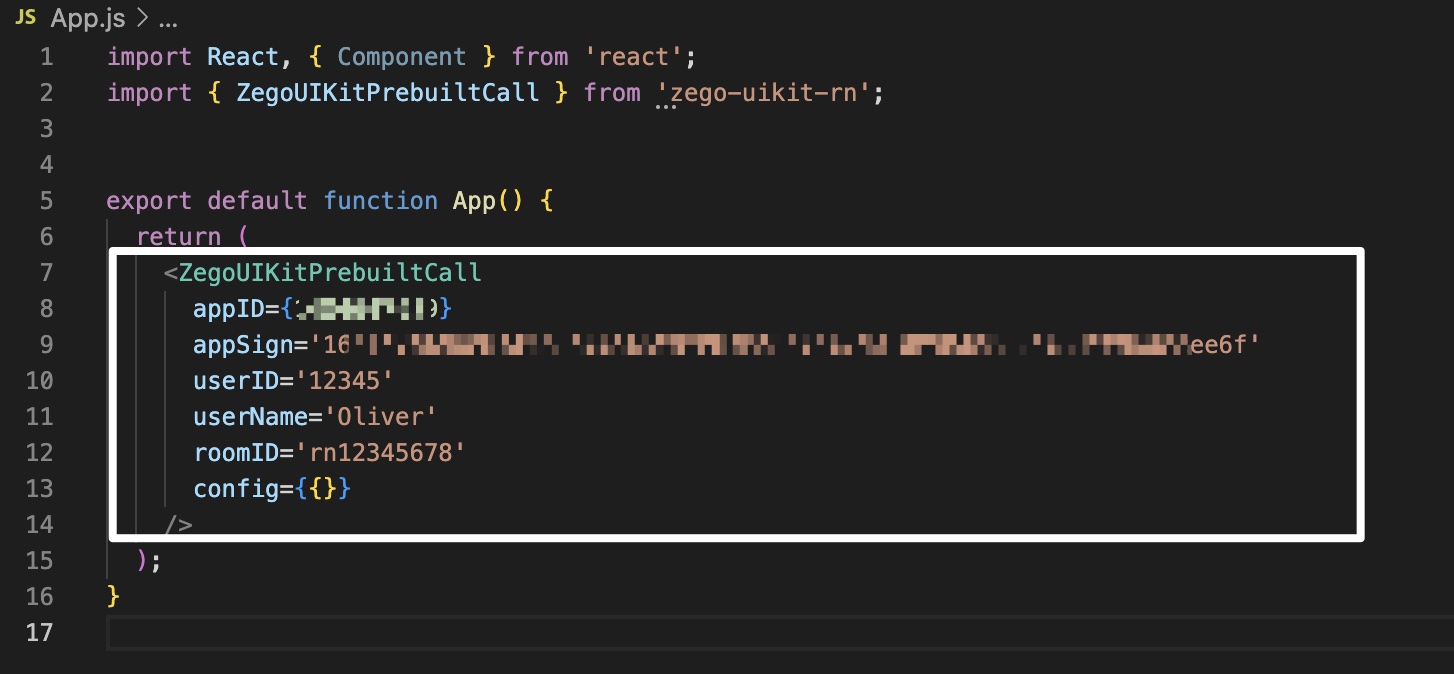 JS App.js > ...
1 import React, { Component } from 'react';
2 import { ZegoUIKitPrebuiltCall } from 'zego-uikit-rn';
3
4
5 export default function App() {
6 return (
7 <ZegoUIKitPrebuiltCall
8 appID={}
9 appSign='16 ee6f'
10 userID='12345'
11 userName='Oliver'
12 roomID='rn12345678'
13 config={{}}
14 />
15 );
16 }
17